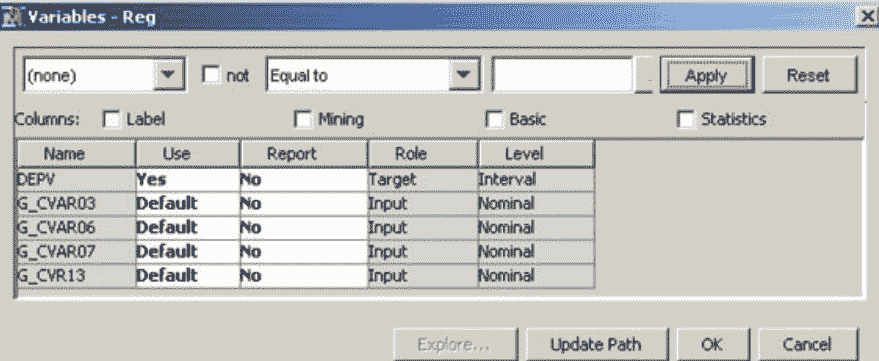 Variables - Reg
(none) not Equal to . Apply Reset
Columns: Label Mining Basic Statistics
Name Use Report Role Level
DEPV Yes No Target Interval
G_CVAR03 Default No Input Nominal
G_CVAR06 Default No Input Nominal
G_CVAR07 Default No Input Nominal
G_CVR13 Default No Input Nominal
Explore... Update Path OK Cancel